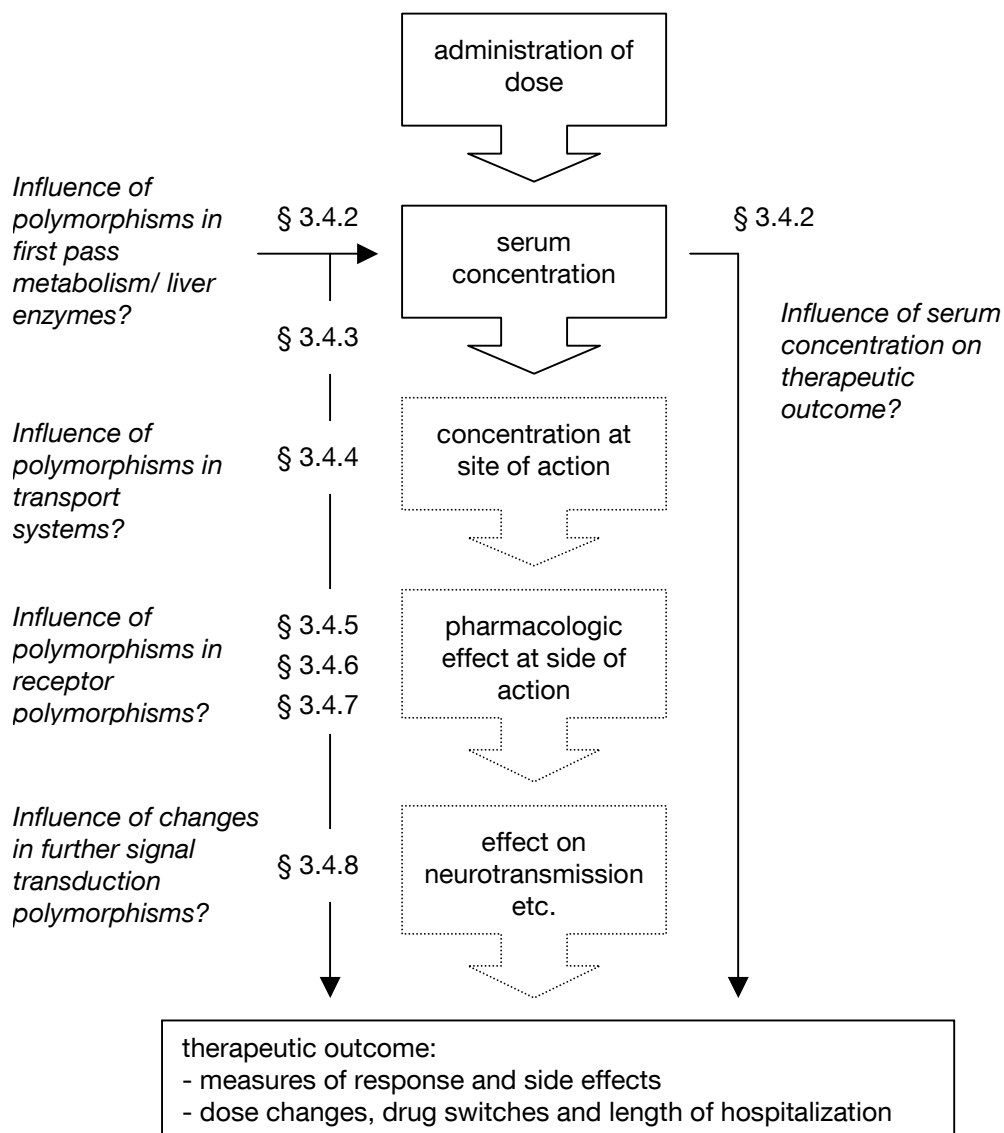 administration of
dose
Influence of
polymorphisms in
first pass
metabolism/ liver
enzymes?
§ 3.4.2
serum
concentration
§ 3.4.2
§ 3.4.3
Influence of serum
concentration on
therapeutic
outcome?
Influence of
polymorphisms in
transport
systems?
§ 3.4.4
concentration at
site of action
Influence of
polymorphisms in
receptor
polymorphisms?
§ 3.4.5
§ 3.4.6
§ 3.4.7
pharmacologic
effect at side of
action
Influence of changes
in further signal
transduction
polymorphisms?
§ 3.4.8
effect on
neurotransmission
etc.
therapeutic outcome:
- measures of response and side effects
- dose changes, drug switches and length of hospitalization